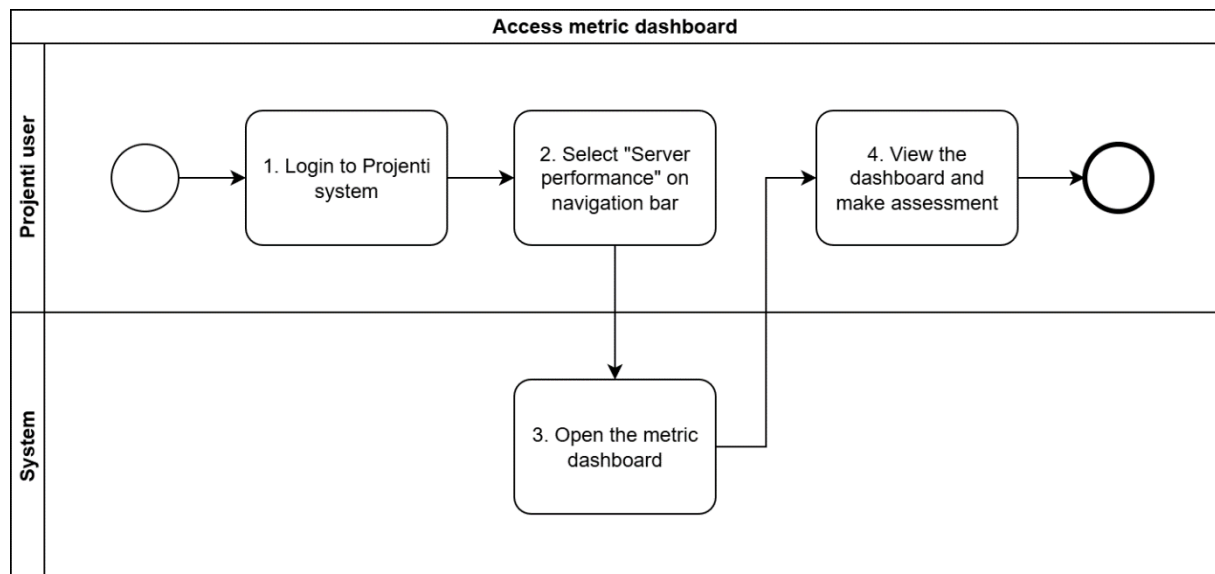 Access metric dashboard
Projenti user
1. Login to Projenti
system
2. Select "Server
performance" on
navigation bar
4. View the
dashboard and
make assessment
System
3. Open the metric
dashboard